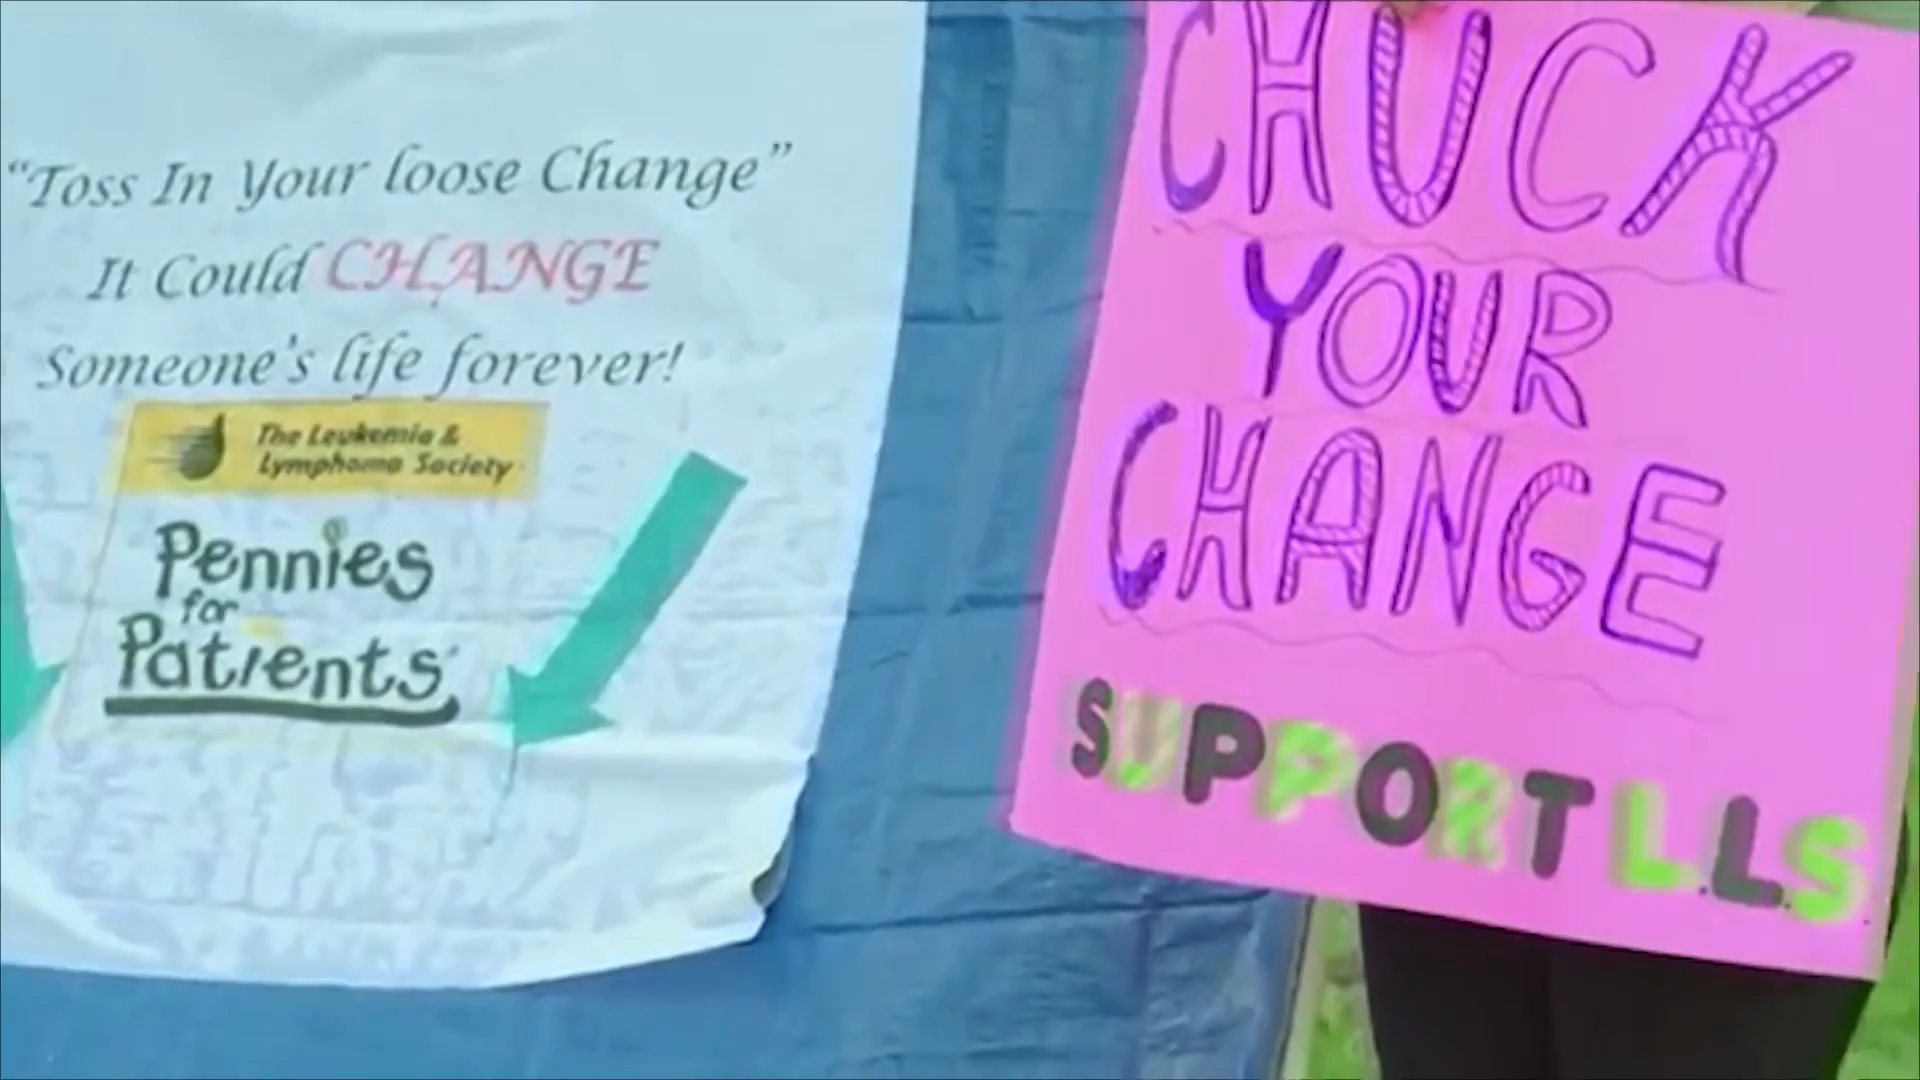 “Toss In Your loose Change”
It Could CHANGE
Someone's life forever!
The Leukemia &
Lymphoma Society
Pennies
for
Patients
CHUCK
YOUR
CHANGE
SUPPORT L.L.S.